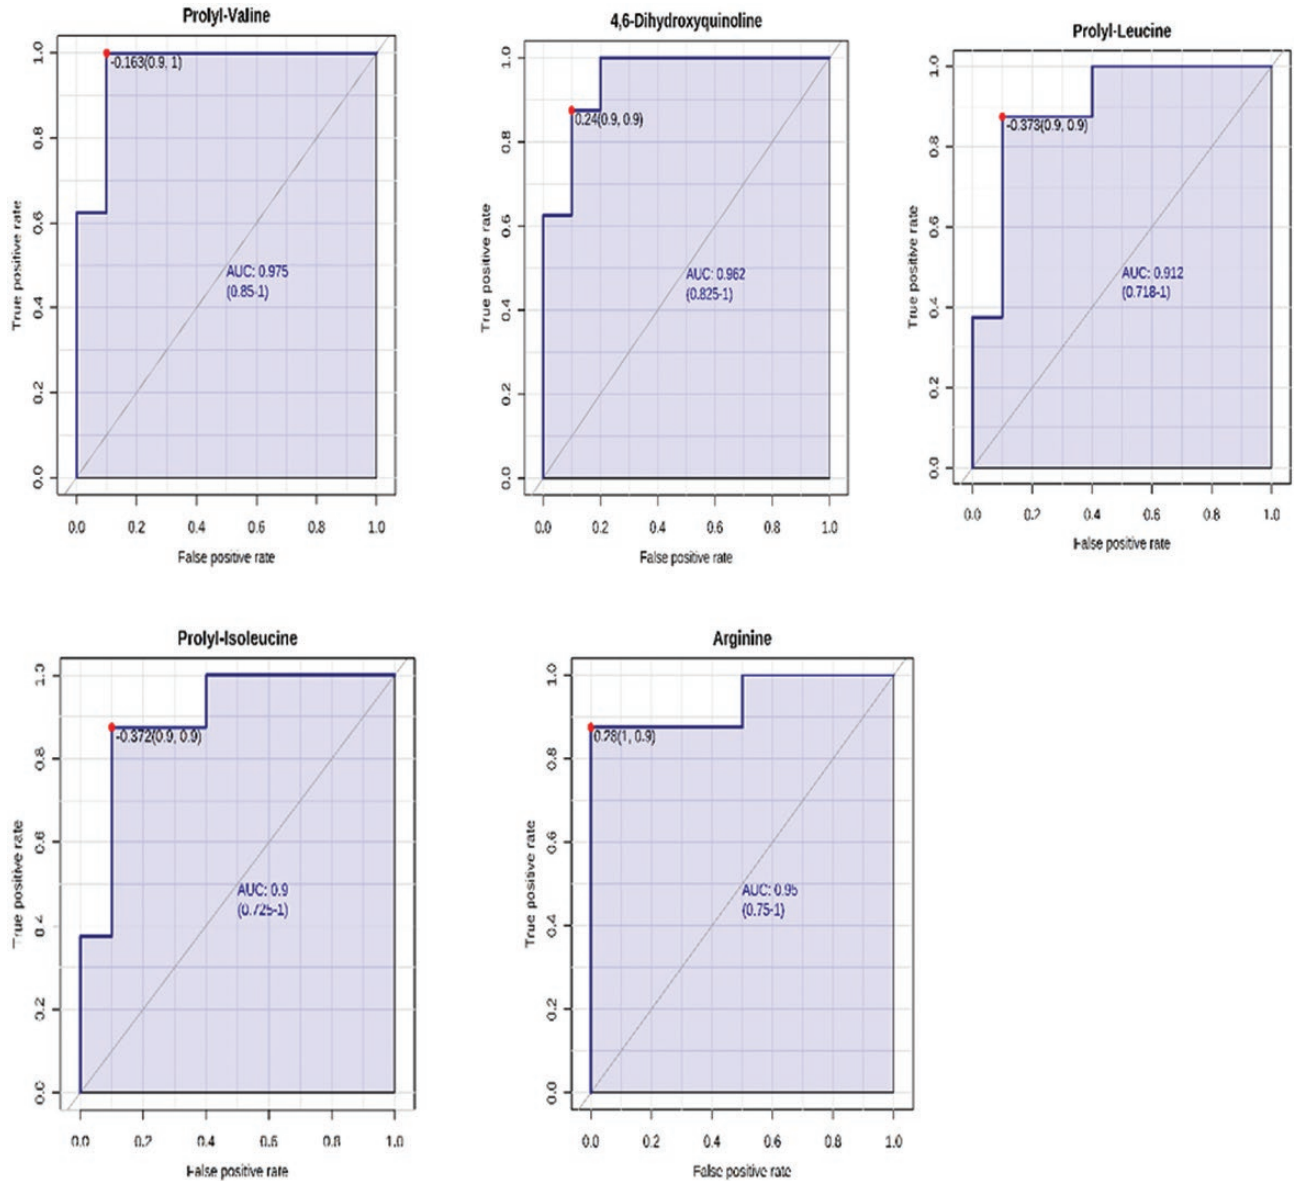 Prolyl-Valine
1.0
0.8
0.6
0.4
0.2
0.0
True positive rate
-0.163(0.9, 1)
AUC: 0.975
(0.85-1)
0.0 0.2 0.4 0.6 0.8 1.0
False positive rate
4,6-Dihydroxyquinoline
1.0
0.8
0.6
0.4
0.2
0.0
True positive rate
0.24(0.9, 0.9)
AUC: 0.962
(0.825-1)
0.0 0.2 0.4 0.6 0.8 1.0
False positive rate
Prolyl-Leucine
1.0
0.8
0.6
0.4
0.2
0.0
True positive rate
-0.373(0.9, 0.9)
AUC: 0.912
(0.718-1)
0.0 0.2 0.4 0.6 0.8 1.0
False positive rate
Prolyl-Isoleucine
1.0
0.8
0.6
0.4
0.2
0.0
True positive rate
-0.372(0.9, 0.9)
AUC: 0.9
(0.725-1)
0.0 0.2 0.4 0.6 0.8 1.0
False positive rate
Arginine
1.0
0.8
0.6
0.4
0.2
0.0
True positive rate
0.28(1, 0.9)
AUC: 0.95
(0.75-1)
0.0 0.2 0.4 0.6 0.8 1.0
False positive rate